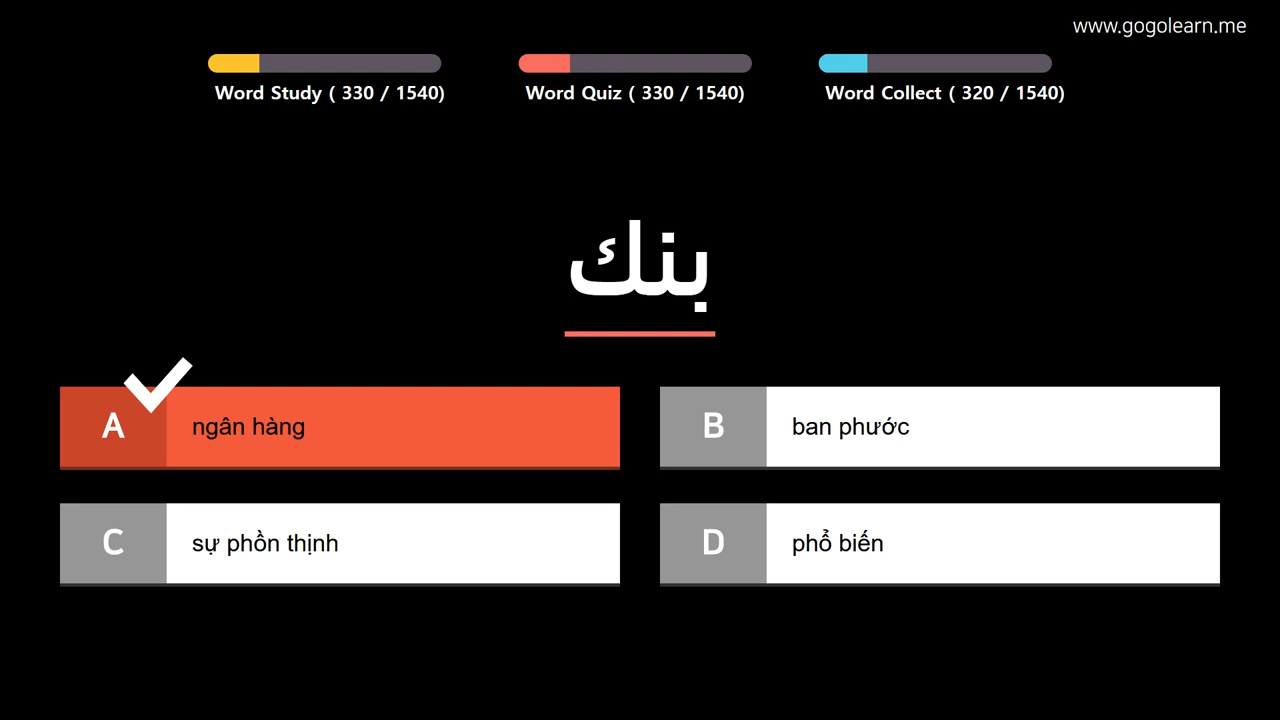 www.gogolearn.me
Word Study ( 330 / 1540)
Word Quiz ( 330 / 1540)
Word Collect ( 320 / 1540)
بنك
A
ngân hàng
B
ban phước
C
sự phồn thịnh
D
phổ biến